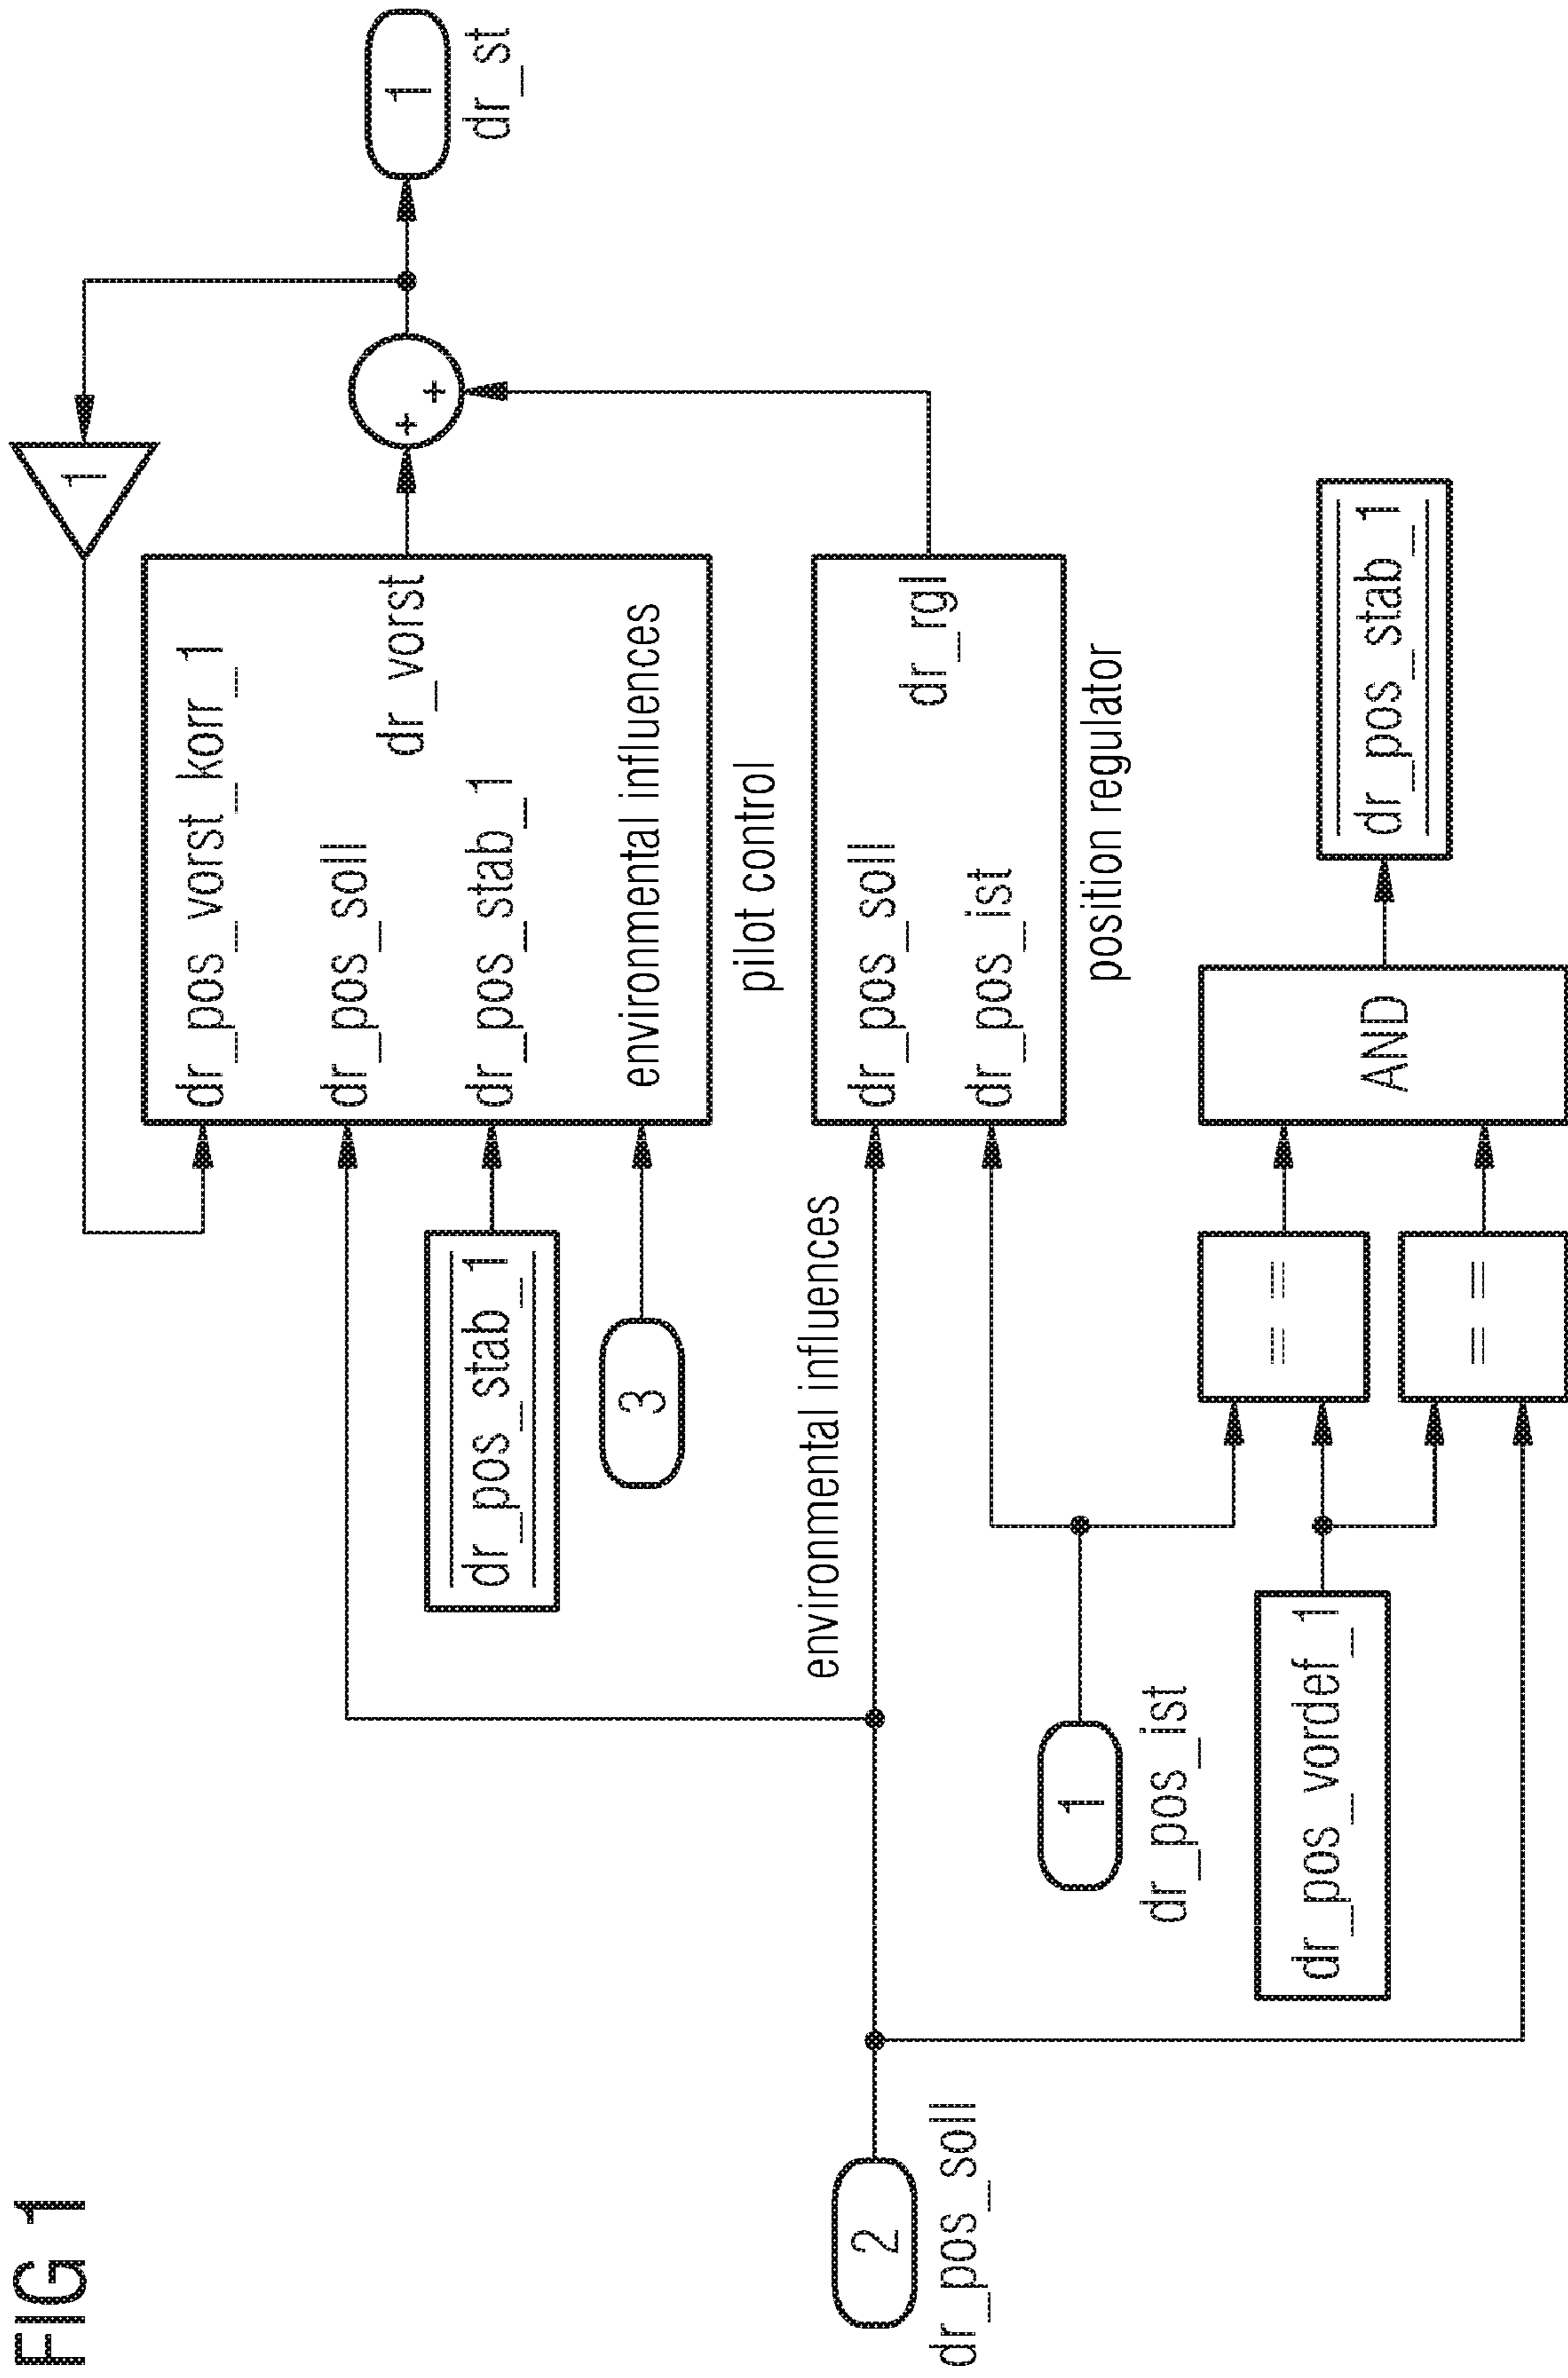 FIG 1
1
dr_pos_vorst_korr_1
dr_pos_soll
dr_vorst
dr_pos_stab_1
environmental influences
pilot control
+
+
1
dr_st
dr_pos_stab_1
3
environmental influences
dr_pos_soll
dr_rgl
dr_pos_ist
position regulator
2
dr_pos_soll
1
dr_pos_ist
dr_pos_vordef_1
= =
= =
AND
dr_pos_stab_1